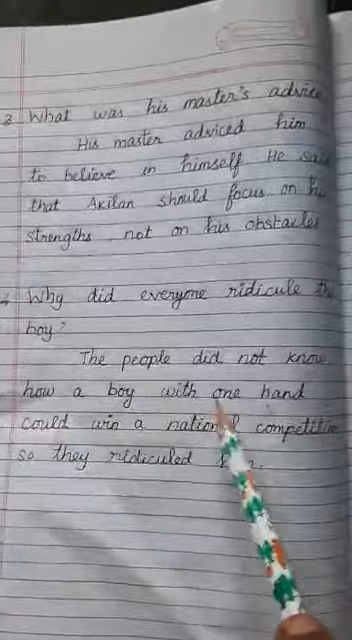 3 What was his master's advice
His master adviced him
to believe in himself He said
that Akilan should focus on his
strengths, not on his obstacles
4 Why did everyone ridicule the
boy?
The people did not know
how a boy with one hand
could win a national competition
so they ridiculed